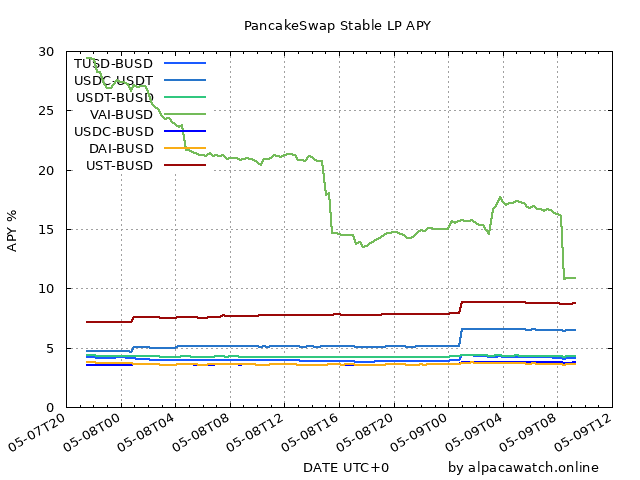 PancakeSwap Stable LP APY
30
25
20
15
10
5
0
APY %
TUSD-BUSD
USDC-USDT
USDT-BUSD
VAI-BUSD
USDC-BUSD
DAI-BUSD
UST-BUSD
05-07T20
05-08T00
05-08T04
05-08T08
05-08T12
05-08T16
05-08T20
05-09T00
05-09T04
05-09T08
05-09T12
DATE UTC+0
by alpacawatch.online